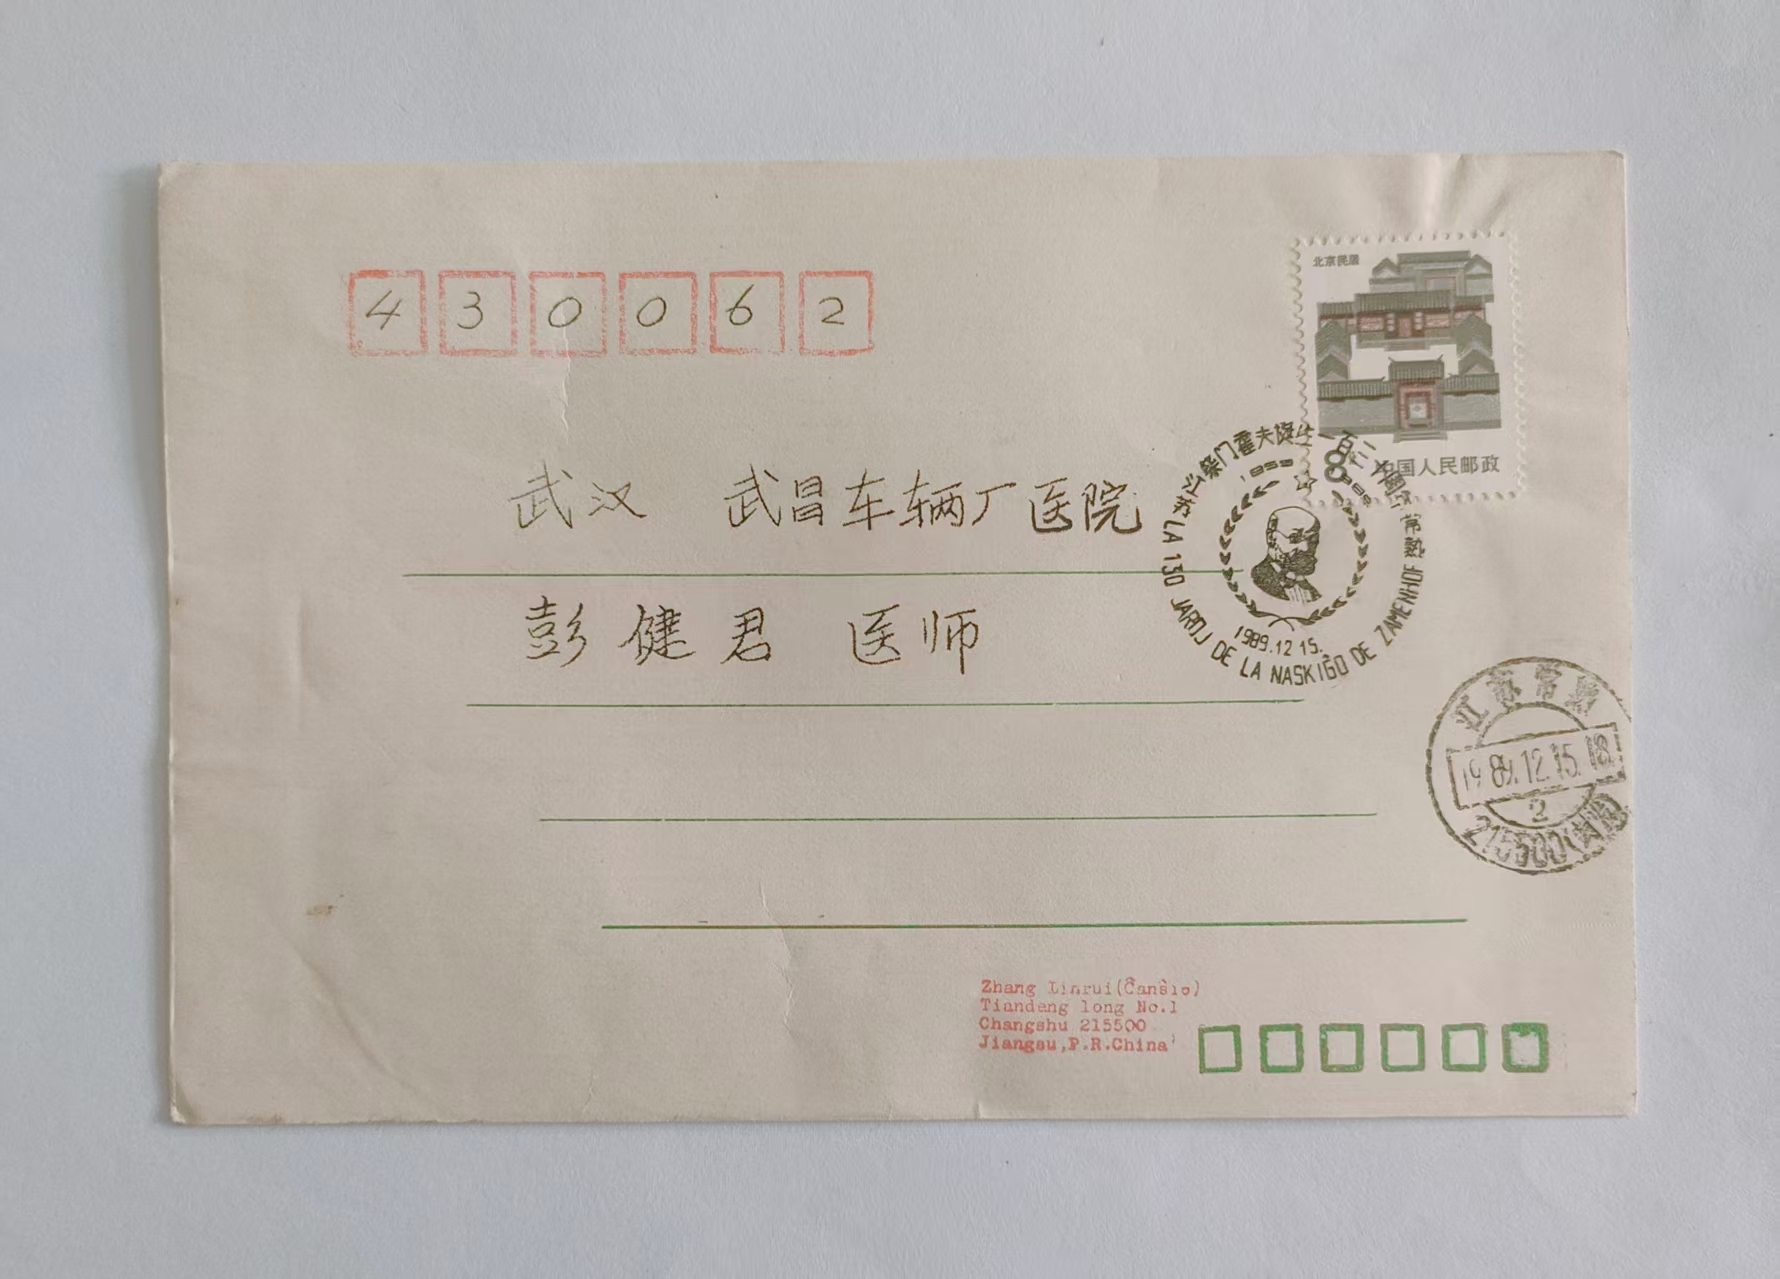 430062
北京民居
8 中国人民邮政
武汉 武昌车辆厂医院
彭健君 医师
柴门霍夫诞生一百三
江苏
常熟
LA 130 JAROJ DE LA NASKIĜO DE ZAMENHOF
1859
1989
1989.12.15.
江苏常熟
1989.12.15.18.
2
215500
Zhang Linrui(Ĉanŝio)
Tiandeng long No.1
Changshu 215500
Jiangsu,P.R.China